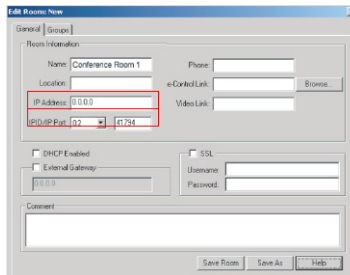 Edit Room: New
General Groups
Room Information
Name: Conference Room 1 Phone:
Location: e-Control Link: Browse...
IP Address: 0.0.0.0 Video Link:
IPID/IP Port: 02 41794
DHCP Enabled SSL
External Gateway Username:
0.0.0.0 Password:
Comment
Save Room Save As Help